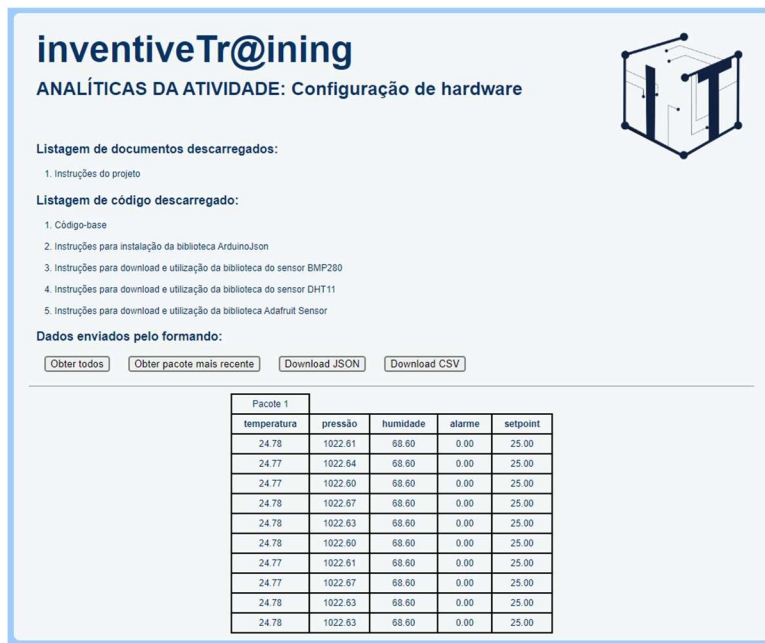 inventiveTr@ining
ANALÍTICAS DA ATIVIDADE: Configuração de hardware
IT
Listagem de documentos descarregados:
1. Instruções do projeto
Listagem de código descarregado:
1. Código-base
2. Instruções para instalação da biblioteca ArduinoJson
3. Instruções para download e utilização da biblioteca do sensor BMP280
4. Instruções para download e utilização da biblioteca do sensor DHT11
5. Instruções para download e utilização da biblioteca Adafruit Sensor
Dados enviados pelo formando:
Obter todos Obter pacote mais recente Download JSON Download CSV
Pacote 1
temperatura pressão humidade alarme setpoint
24.78 1022.61 68.60 0.00 25.00
24.77 1022.64 68.60 0.00 25.00
24.77 1022.60 68.60 0.00 25.00
24.78 1022.67 68.60 0.00 25.00
24.78 1022.63 68.60 0.00 25.00
24.78 1022.60 68.60 0.00 25.00
24.77 1022.61 68.60 0.00 25.00
24.77 1022.67 68.60 0.00 25.00
24.78 1022.63 68.60 0.00 25.00
24.78 1022.63 68.60 0.00 25.00